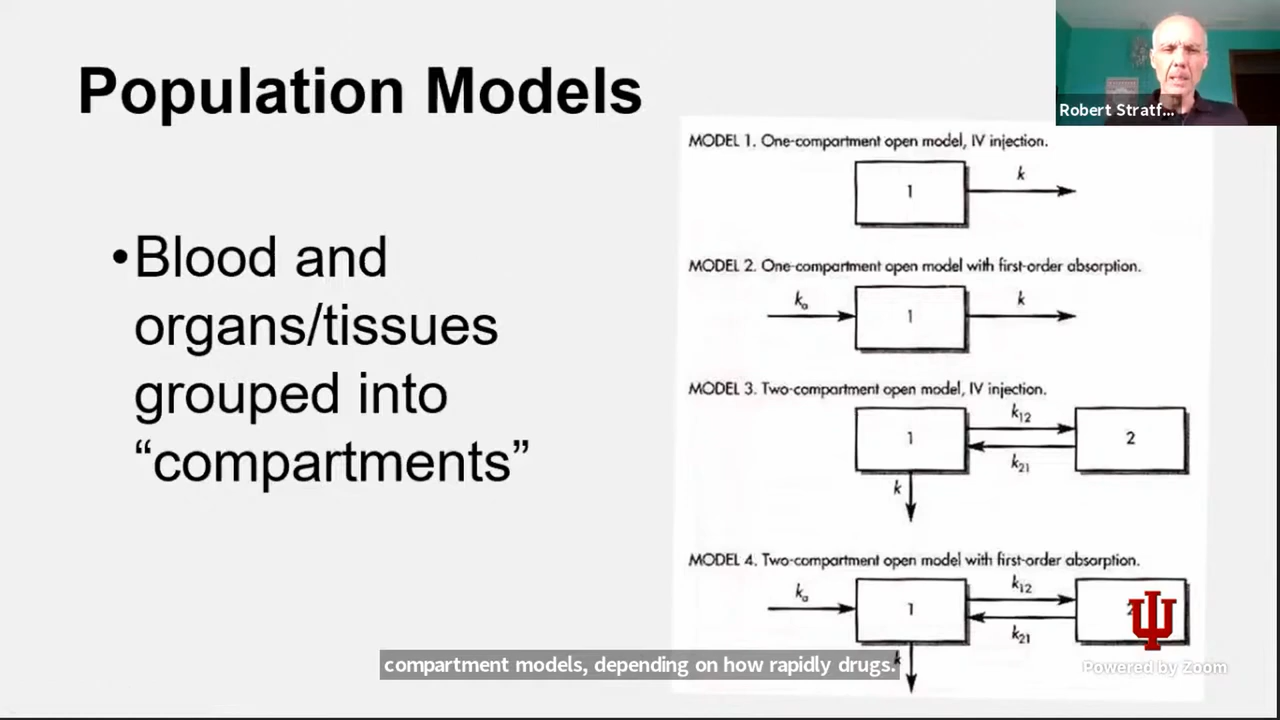 Population Models
Robert Stratf...
•Blood and
organs/tissues
grouped into
“compartments”
MODEL 1. One-compartment open model, IV injection.
1
k
MODEL 2. One-compartment open model with first-order absorption.
ka
1
k
MODEL 3. Two-compartment open model, IV injection.
1
k12
2
k21
k
MODEL 4. Two-compartment open model with first-order absorption.
ka
1
k12
2
k21
k
compartment models, depending on how rapidly drugs.
Powered by Zoom